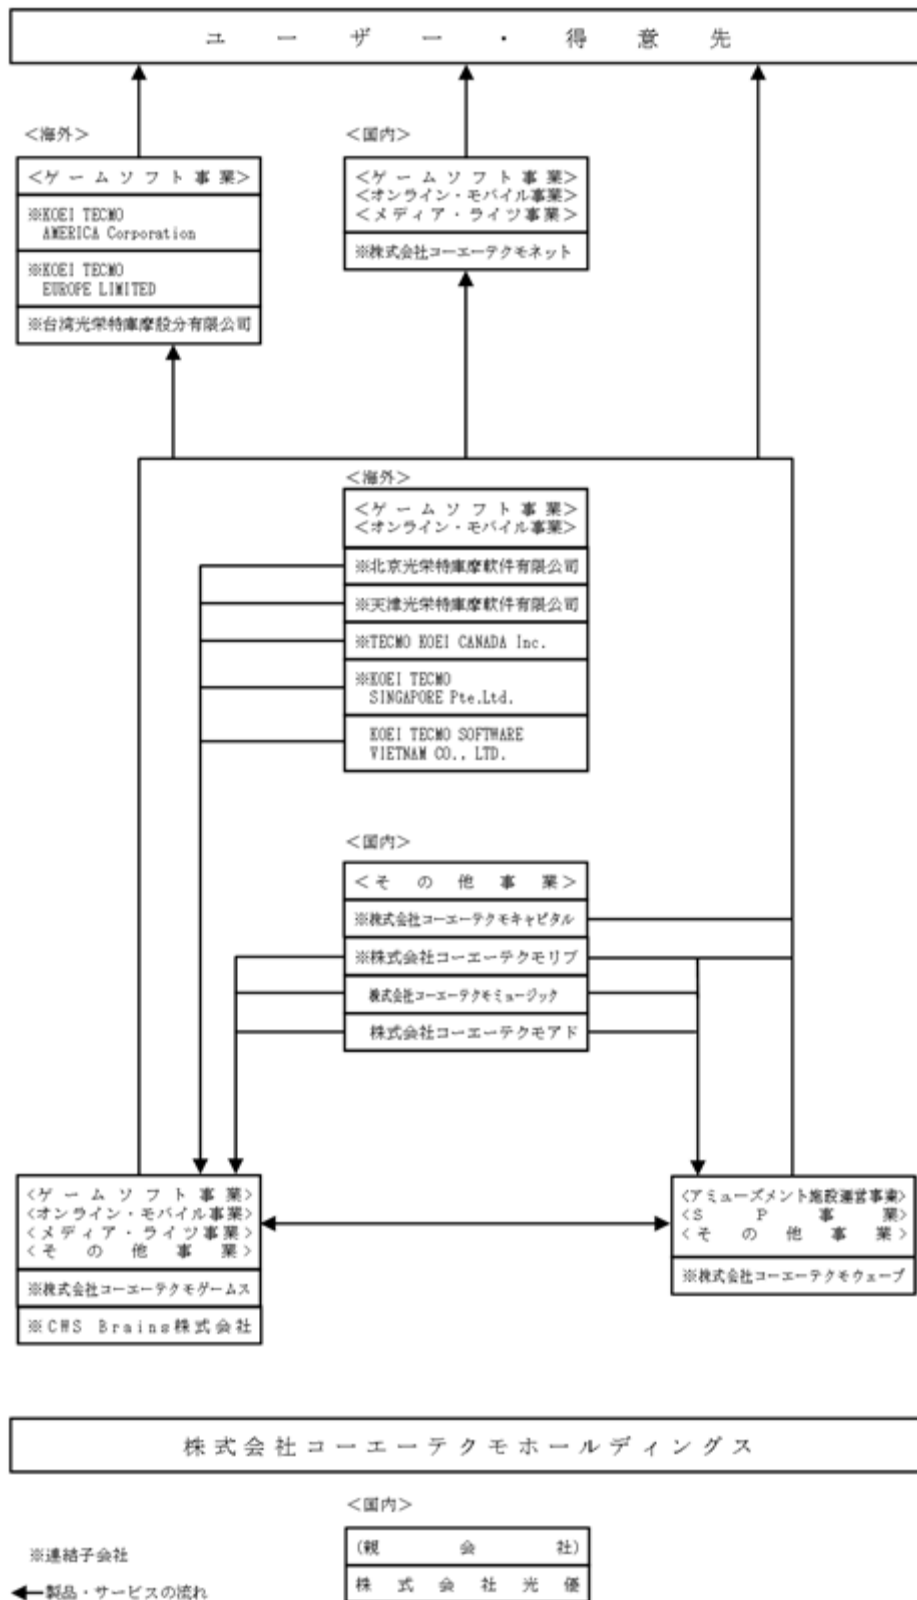 ユーザー・得意先
<海外>
<ゲームソフト事業>
※KOEI TECMO
AMERICA Corporation
※KOEI TECMO
EUROPE LIMITED
※台湾光栄特庫摩股分有限公司
<国内>
<ゲームソフト事業>
<オンライン・モバイル事業>
<メディア・ライツ事業>
※株式会社コーエーテクモネット
<海外>
<ゲームソフト事業>
<オンライン・モバイル事業>
※北京光栄特庫摩軟件有限公司
※天津光栄特庫摩軟件有限公司
※TECMO KOEI CANADA Inc.
※KOEI TECMO
SINGAPORE Pte.Ltd.
KOEI TECMO SOFTWARE
VIETNAM CO., LTD.
<国内>
<その他事業>
※株式会社コーエーテクモキャピタル
※株式会社コーエーテクモリブ
株式会社コーエーテクモミュージック
株式会社コーエーテクモアド
<ゲームソフト事業>
<オンライン・モバイル事業>
<メディア・ライツ事業>
<その他事業>
※株式会社コーエーテクモゲームス
※CWS Brains株式会社
<アミューズメント施設運営事業>
<SP事業>
<その他事業>
※株式会社コーエーテクモウェーブ
株式会社コーエーテクモホールディングス
※連結子会社
←製品・サービスの流れ
<国内>
(親会社)
株式会社光優